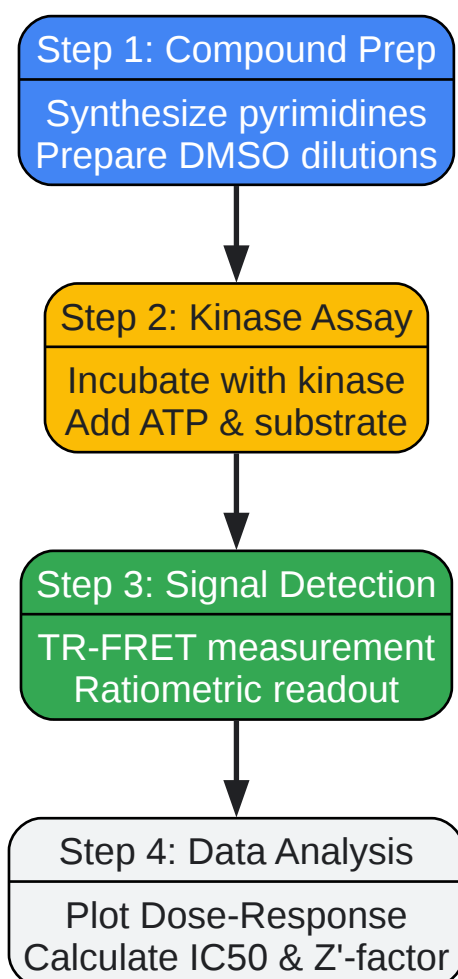 Step 1: Compound Prep
Synthesize pyrimidines
Prepare DMSO dilutions
Step 2: Kinase Assay
Incubate with kinase
Add ATP & substrate
Step 3: Signal Detection
TR-FRET measurement
Ratiometric readout
Step 4: Data Analysis
Plot Dose-Response
Calculate IC50 & Z'-factor